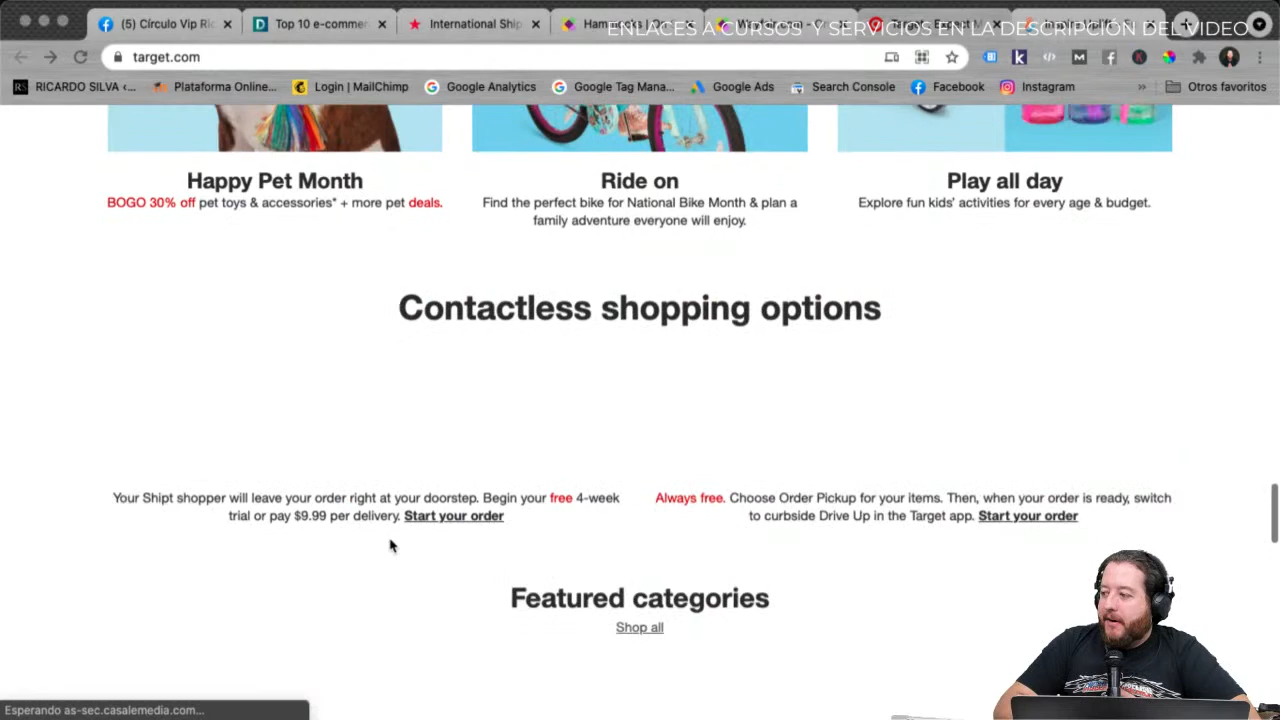 (5) Círculo Vip Ri
Top 10 e-commer
International Ship
ENLACES A CURSOS Y SERVICIOS EN LA DESCRIPCIÓN DEL VIDEO
target.com
RICARDO SILVA ‹...
Plataforma Online...
Login | MailChimp
Google Analytics
Google Tag Mana...
Google Ads
Search Console
Facebook
Instagram
»
Otros favoritos
Happy Pet Month
BOGO 30% off pet toys & accessories* + more pet deals.
Ride on
Find the perfect bike for National Bike Month & plan a
family adventure everyone will enjoy.
Play all day
Explore fun kids' activities for every age & budget.
Contactless shopping options
Your Shipt shopper will leave your order right at your doorstep. Begin your free 4-week
trial or pay $9.99 per delivery. Start your order
Always free. Choose Order Pickup for your items. Then, when your order is ready, switch
to curbside Drive Up in the Target app. Start your order
Featured categories
Shop all
Esperando as-sec.casalemedia.com...